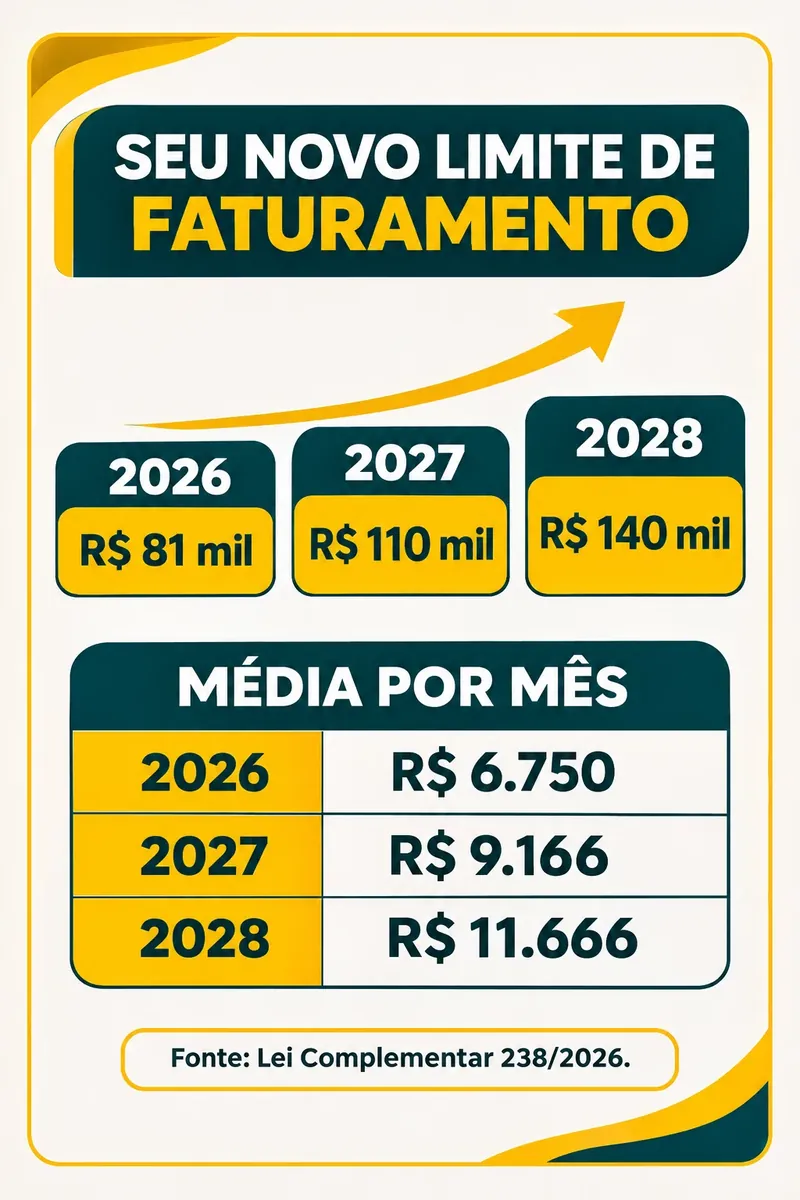 SEU NOVO LIMITE DE
FATURAMENTO
2026
R$ 81 mil
2027
R$ 110 mil
2028
R$ 140 mil
MÉDIA POR MÊS
2026 R$ 6.750
2027 R$ 9.166
2028 R$ 11.666
Fonte: Lei Complementar 238/2026.